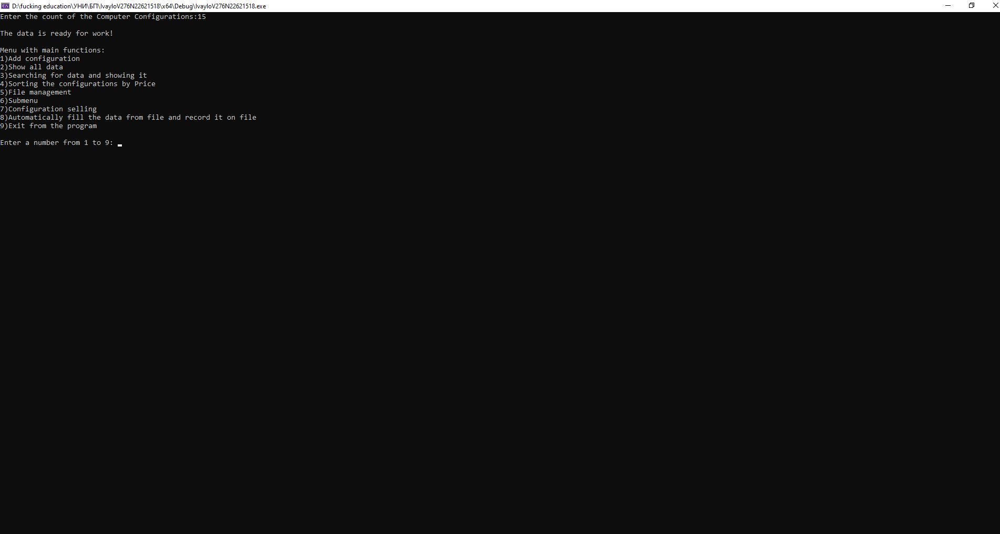 D:\fucking education\УНИ\БП\IvayloV276N22621518\x64\Debug\IvayloV276N22621518.exe
Enter the count of the Computer Configurations:15
The data is ready for work!
Menu with main functions:
1)Add configuration
2)Show all data
3)Searching for data and showing it
4)Sorting the configurations by Price
5)File management
6)Submenu
7)Configuration selling
8)Automatically fill the data from file and record it on file
9)Exit from the program
Enter a number from 1 to 9: